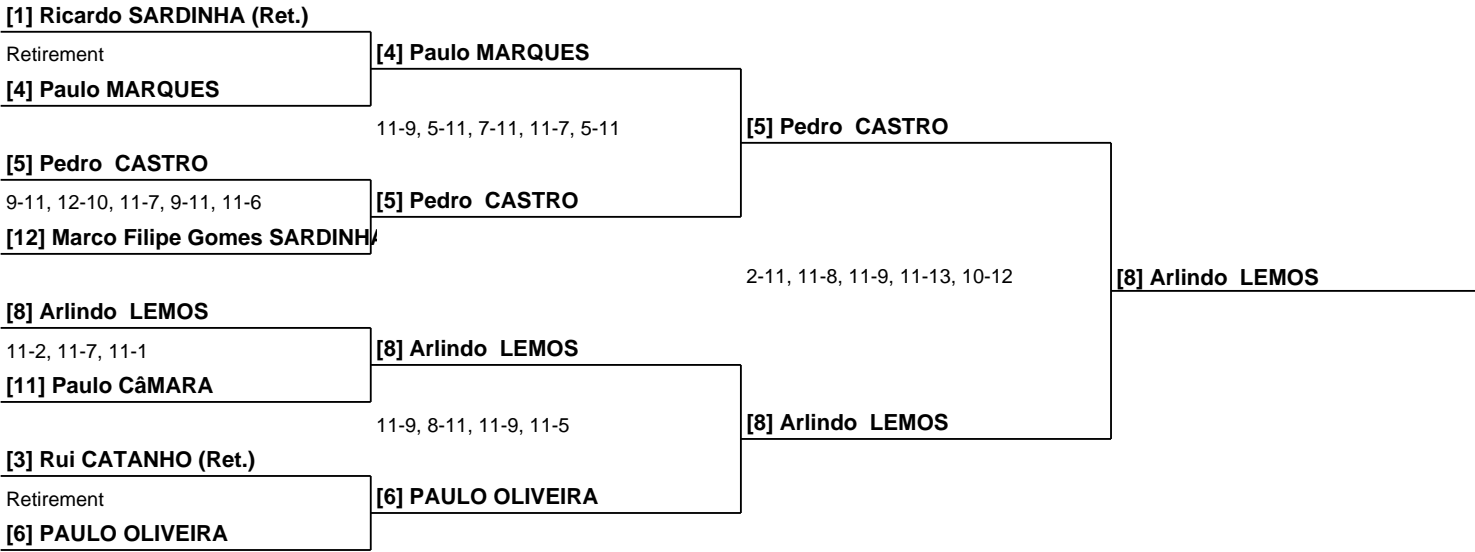 [1] Ricardo SARDINHA (Ret.)
Retirement
[4] Paulo MARQUES
[4] Paulo MARQUES
11-9, 5-11, 7-11, 11-7, 5-11
[5] Pedro  CASTRO
[5] Pedro  CASTRO
9-11, 12-10, 11-7, 9-11, 11-6
[5] Pedro  CASTRO
[12] Marco Filipe Gomes SARDINHA
2-11, 11-8, 11-9, 11-13, 10-12
[8] Arlindo  LEMOS
[8] Arlindo  LEMOS
11-2, 11-7, 11-1
[8] Arlindo  LEMOS
[11] Paulo CâMARA
11-9, 8-11, 11-9, 11-5
[8] Arlindo  LEMOS
[3] Rui CATANHO (Ret.)
Retirement
[6] PAULO OLIVEIRA
[6] PAULO OLIVEIRA